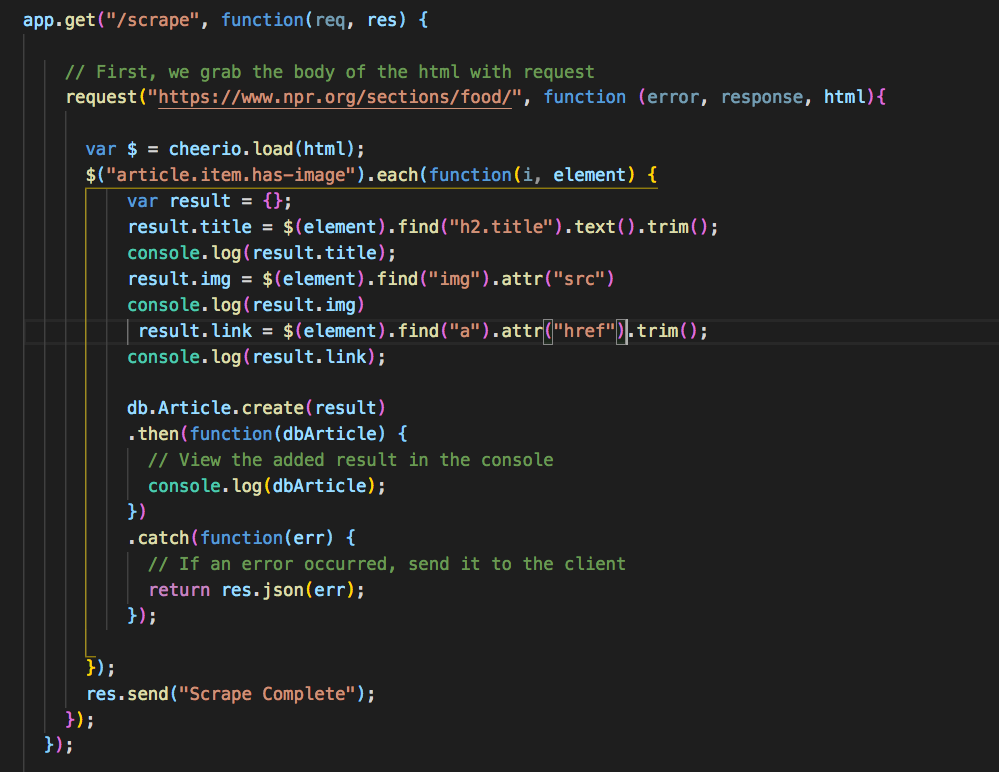 app.get("/scrape", function(req, res) {
// First, we grab the body of the html with request
request("https://www.npr.org/sections/food/", function (error, response, html){
var $ = cheerio.load(html);
$("article.item.has-image").each(function(i, element) {
var result = {};
result.title = $(element).find("h2.title").text().trim();
console.log(result.title);
result.img = $(element).find("img").attr("src")
console.log(result.img)
result.link = $(element).find("a").attr("href").trim();
console.log(result.link);
db.Article.create(result)
.then(function(dbArticle) {
// View the added result in the console
console.log(dbArticle);
})
.catch(function(err) {
// If an error occurred, send it to the client
return res.json(err);
});
});
res.send("Scrape Complete");
});
});